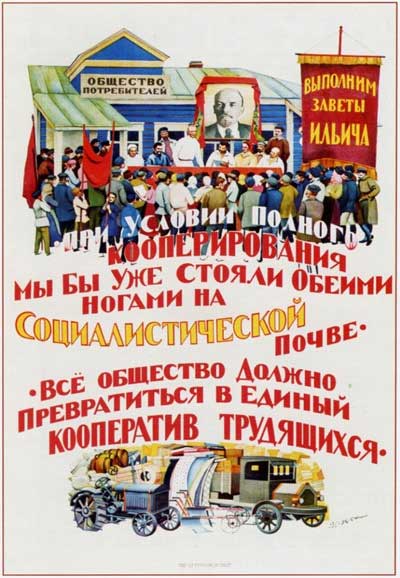 ОБЩЕСТВО
ПОТРЕБИТЕЛЕЙ
ВЫПОЛНИМ
ЗАВЕТЫ
ИЛЬИЧА
• ПРИ УСЛОВИИ ПОЛНОГО
КООПЕРИРОВАНИЯ
МЫ БЫ УЖЕ СТОЯЛИ ОБЕИМИ
НОГАМИ НА
СОЦИАЛИСТИЧЕСКОЙ
ПОЧВЕ •
• ВСЁ ОБЩЕСТВО ДОЛЖНО
ПРЕВРАТИТЬСЯ В ЕДИНЫЙ
КООПЕРАТИВ ТРУДЯЩИХСЯ •